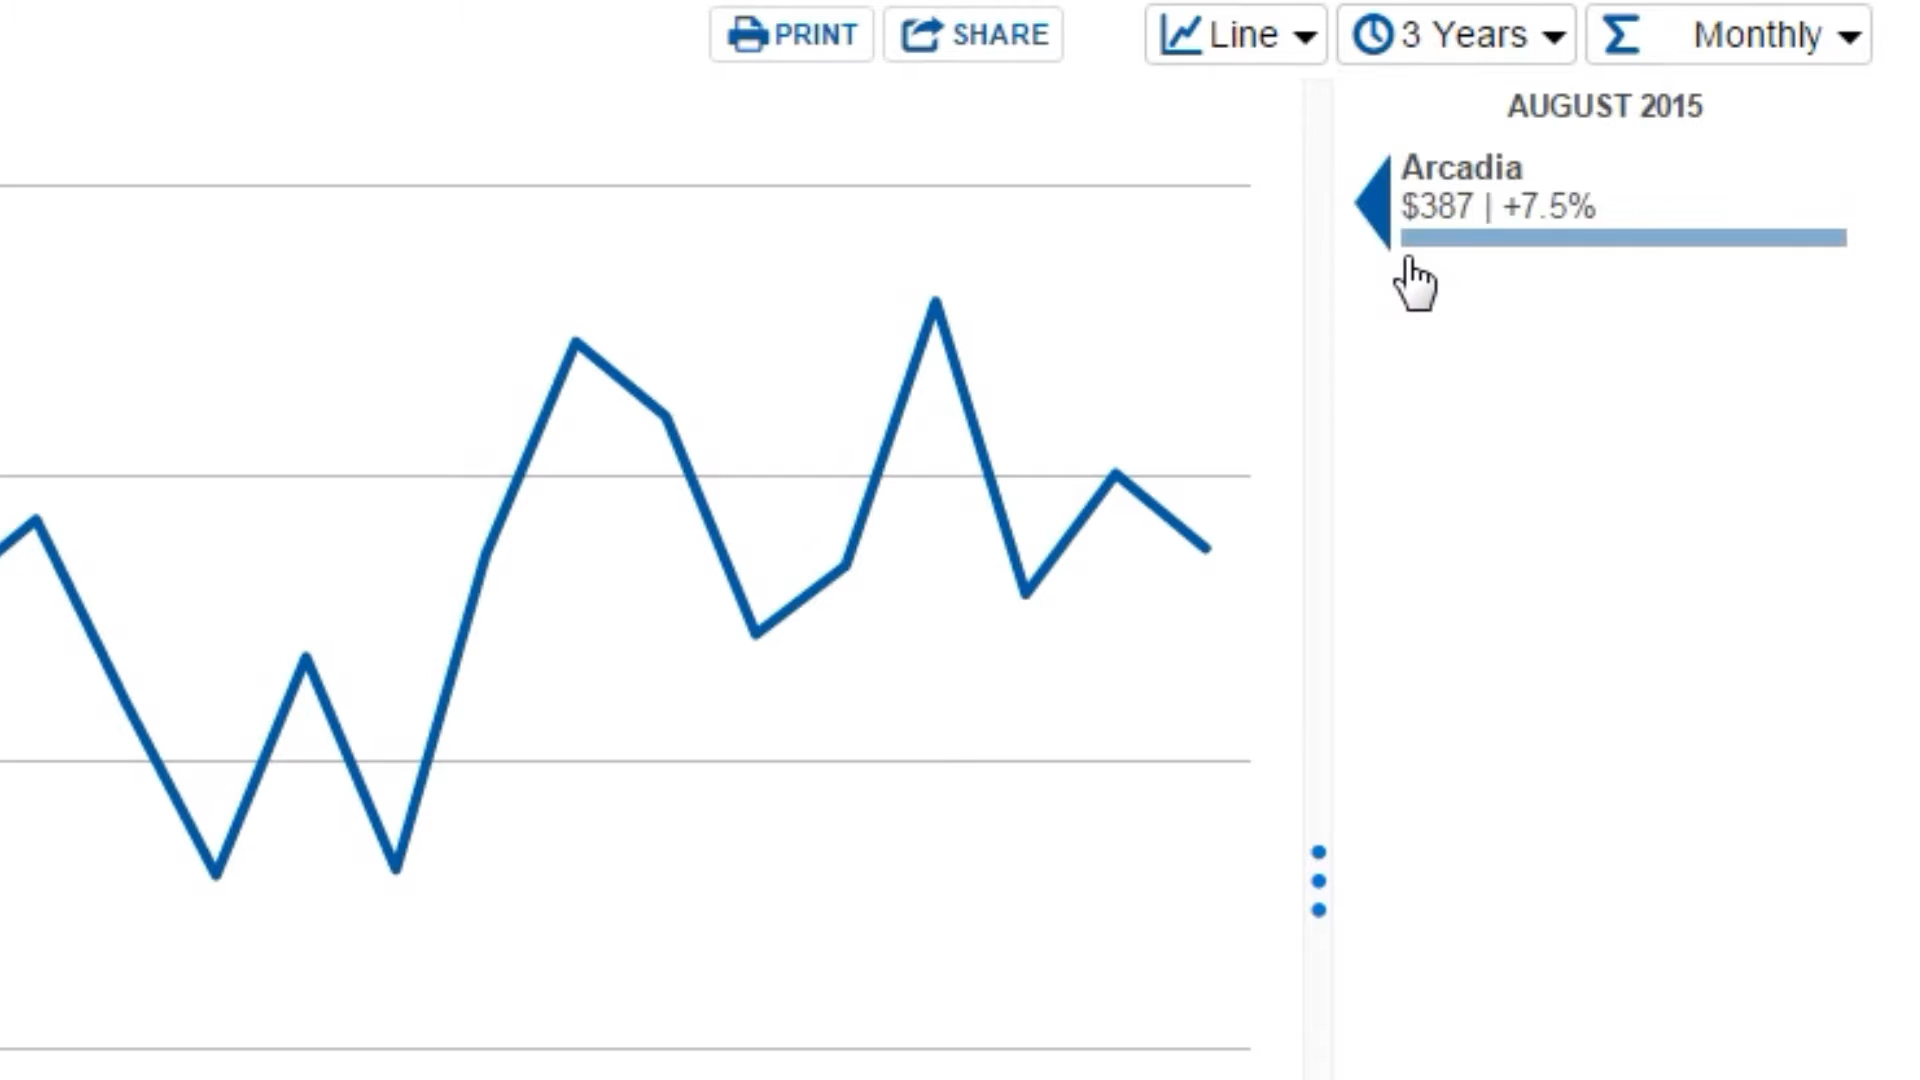 PRINT
SHARE
Line
3 Years
Monthly
AUGUST 2015
Arcadia
$387 | +7.5%